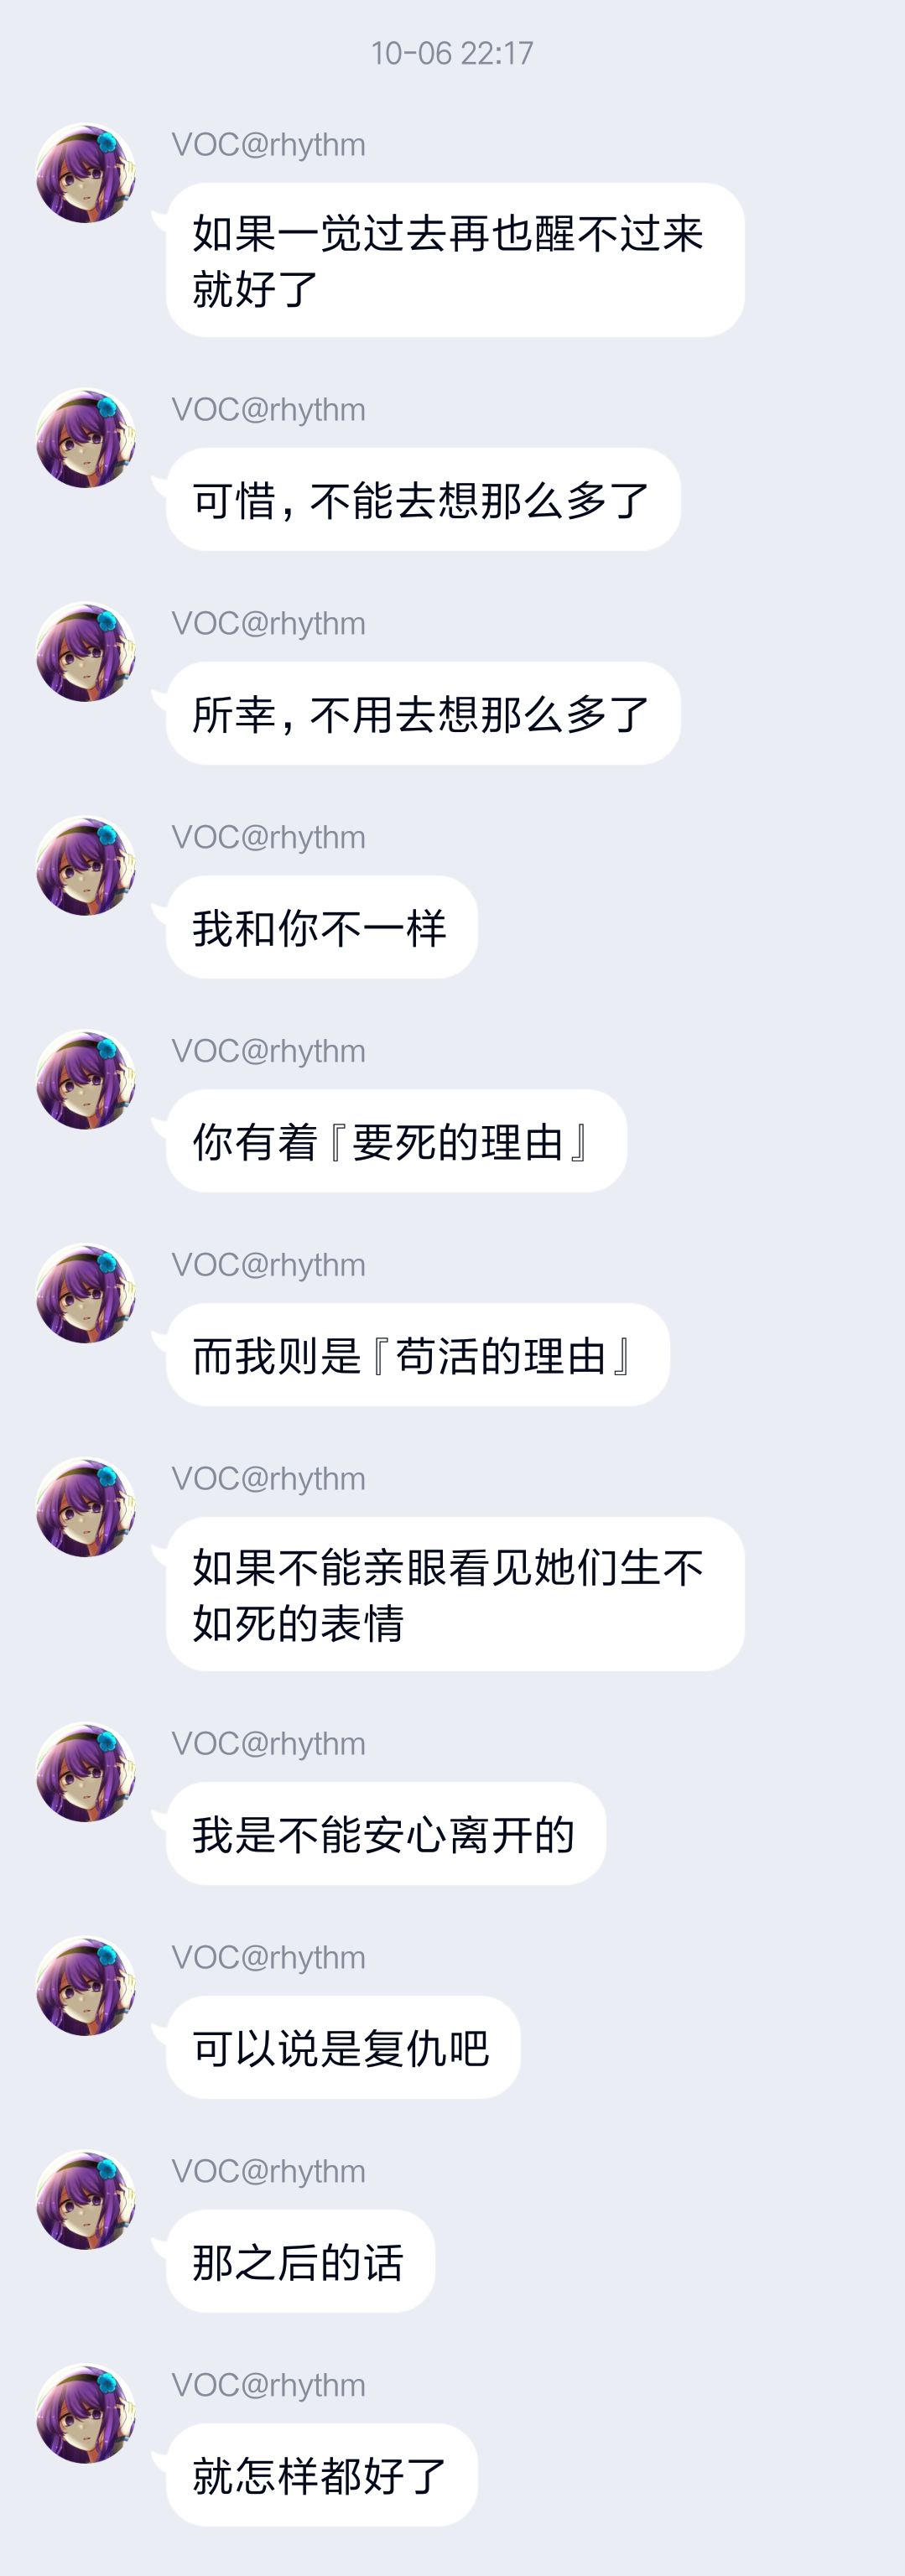 10-06 22:17
VOC@rhythm
如果一觉过去再也醒不过来
就好了
VOC@rhythm
可惜，不能去想那么多了
VOC@rhythm
所幸，不用去想那么多了
VOC@rhythm
我和你不一样
VOC@rhythm
你有着『要死的理由』
VOC@rhythm
而我则是『苟活的理由』
VOC@rhythm
如果不能亲眼看见她们生不
如死的表情
VOC@rhythm
我是不能安心离开的
VOC@rhythm
可以说是复仇吧
VOC@rhythm
那之后的话
VOC@rhythm
就怎样都好了